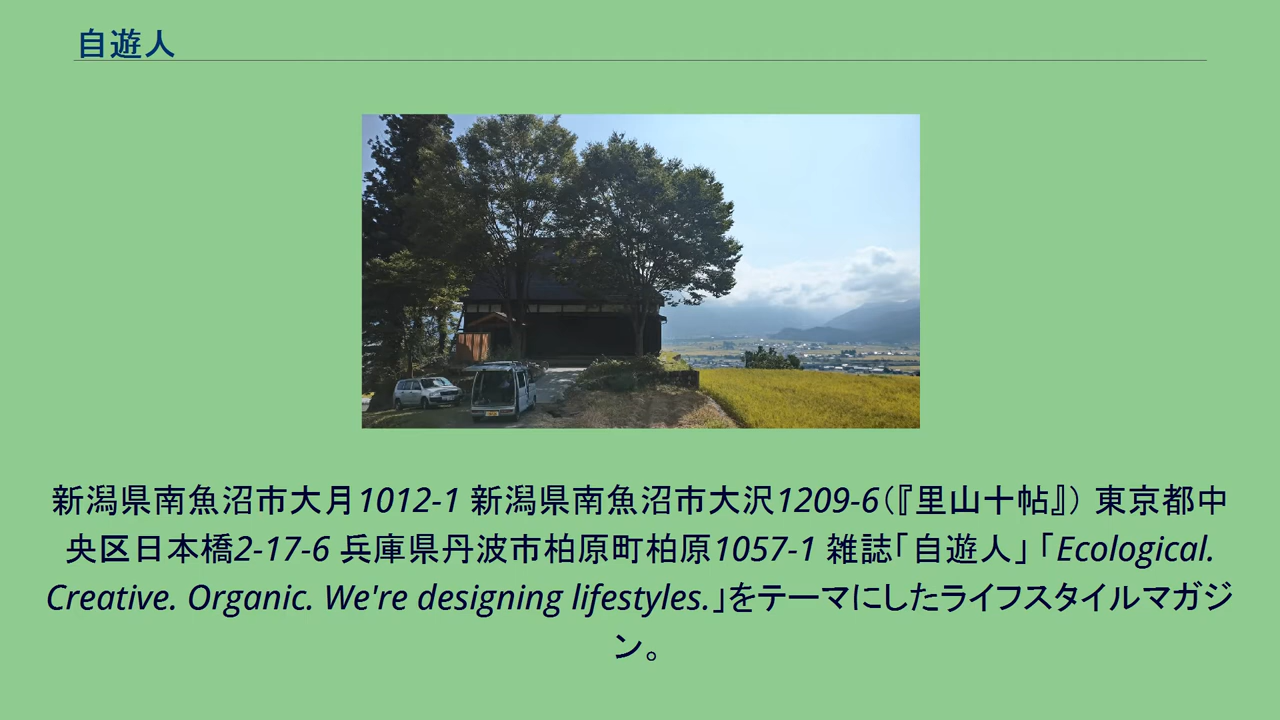 自遊人
新潟県南魚沼市大月1012-1 新潟県南魚沼市大沢1209-6（『里山十帖』） 東京都中
央区日本橋2-17-6 兵庫県丹波市柏原町柏原1057-1 雑誌「自遊人」 「Ecological.
Creative. Organic. We're designing lifestyles.」をテーマにしたライフスタイルマガジ
ン。